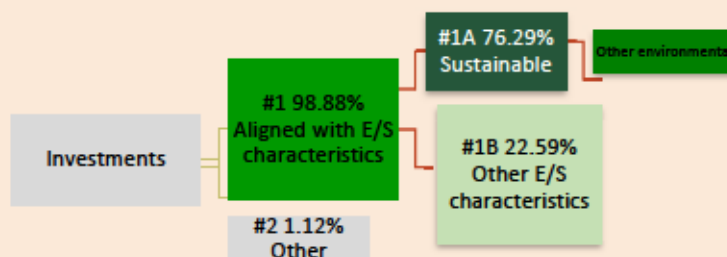 #1A 76.29%
Sustainable
Other environmenta
#1 98.88%
Aligned with E/S
characteristics
Investments
#1B 22.59%
Other E/S
characteristics
#2 1.12%
Other